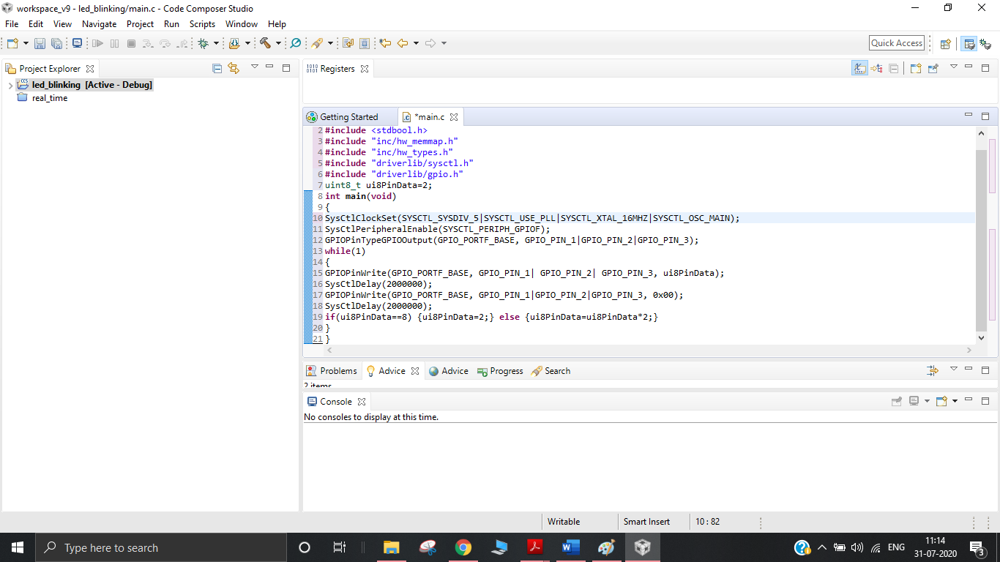 workspace_v9 - led_blinking/main.c - Code Composer Studio
File Edit View Navigate Project Run Scripts Window Help
Quick Access
Project Explorer
led_blinking [Active - Debug]
real_time
1010 0101 Registers
Getting Started *main.c
2 #include <stdbool.h>
3 #include "inc/hw_memmap.h"
4 #include "inc/hw_types.h"
5 #include "driverlib/sysctl.h"
6 #include "driverlib/gpio.h"
7 uint8_t ui8PinData=2;
8 int main(void)
9 {
10 SysCtlClockSet(SYSCTL_SYSDIV_5|SYSCTL_USE_PLL|SYSCTL_XTAL_16MHZ|SYSCTL_OSC_MAIN);
11 SysCtlPeripheralEnable(SYSCTL_PERIPH_GPIOF);
12 GPIOPinTypeGPIOOutput(GPIO_PORTF_BASE, GPIO_PIN_1|GPIO_PIN_2|GPIO_PIN_3);
13 while(1)
14 {
15 GPIOPinWrite(GPIO_PORTF_BASE, GPIO_PIN_1| GPIO_PIN_2| GPIO_PIN_3, ui8PinData);
16 SysCtlDelay(2000000);
17 GPIOPinWrite(GPIO_PORTF_BASE, GPIO_PIN_1|GPIO_PIN_2|GPIO_PIN_3, 0x00);
18 SysCtlDelay(2000000);
19 if(ui8PinData==8) {ui8PinData=2;} else {ui8PinData=ui8PinData*2;}
20 }
21 }
Problems Advice Advice Progress Search
2 items
Console
No consoles to display at this time.
Writable Smart Insert 10 : 82
Type here to search
ENG
11:14
31-07-2020
3